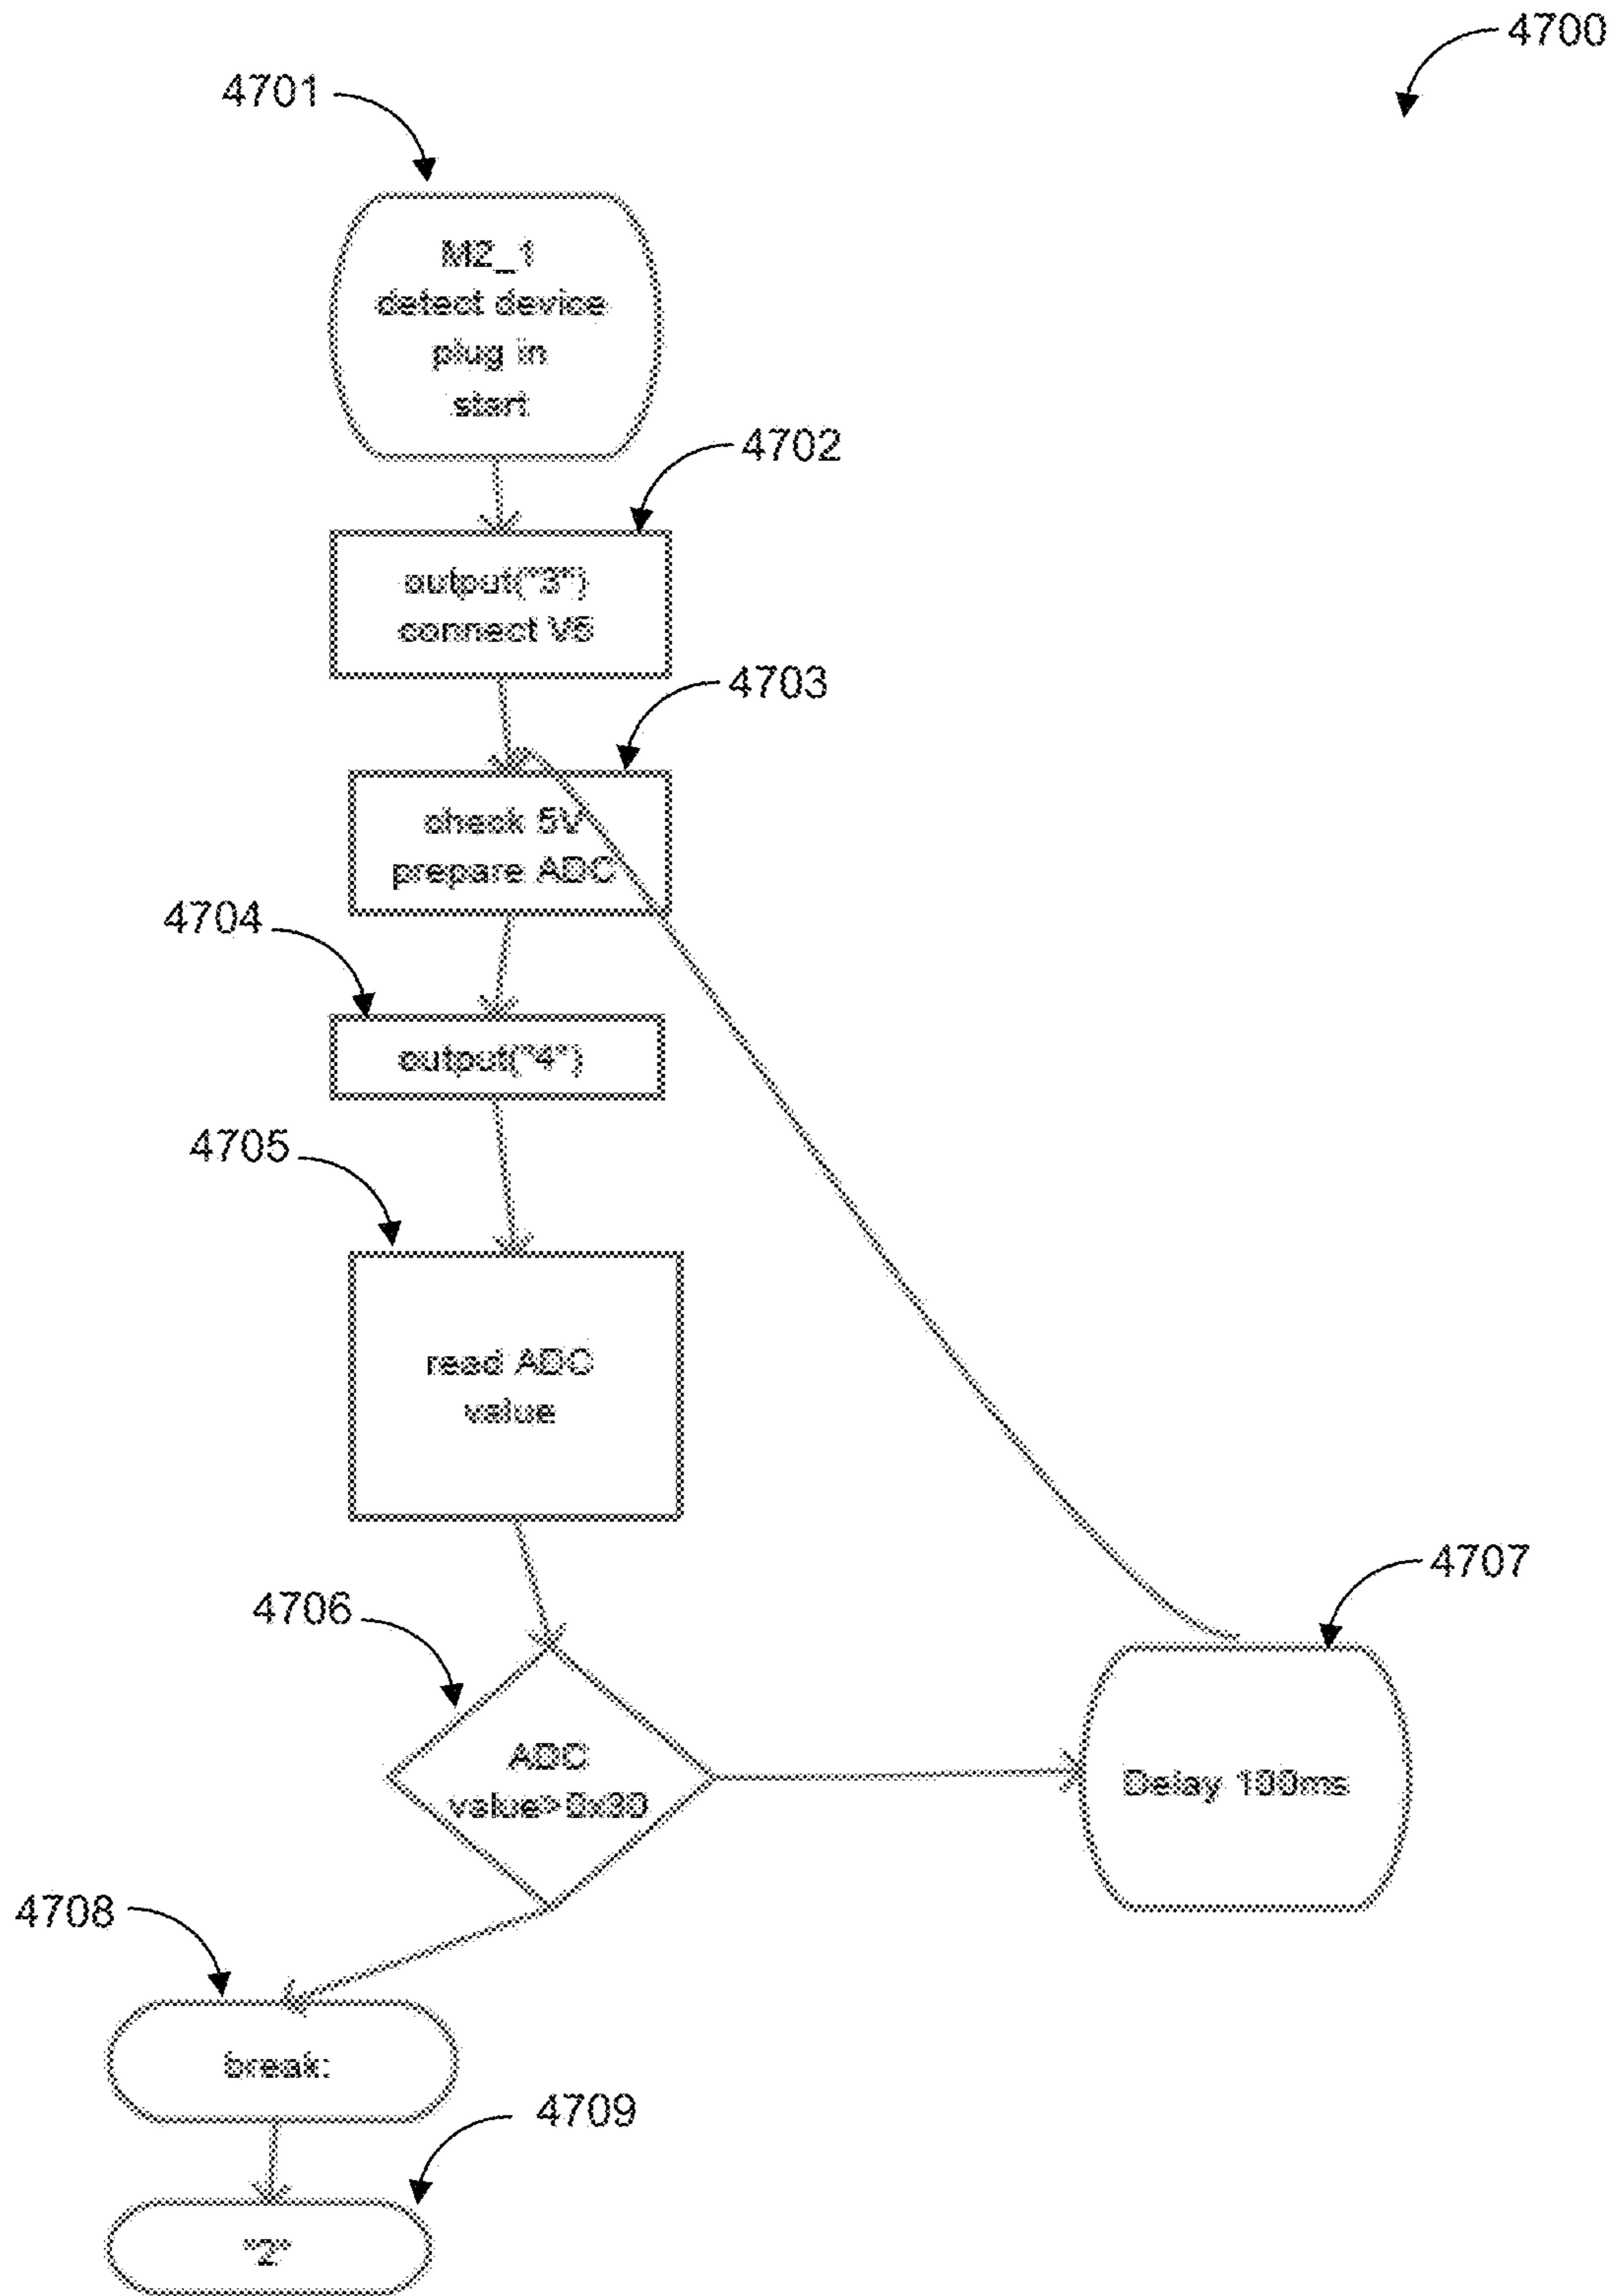 4700
4701
MZ_1
detect device
plug in
start
4702
output("3")
connect V5
4703
check 5V
prepare ADC
4704
output("4")
4705
read ADC
value
4706
ADC
value>0x30
4707
Delay 100ms
4708
break;
4709
"2"